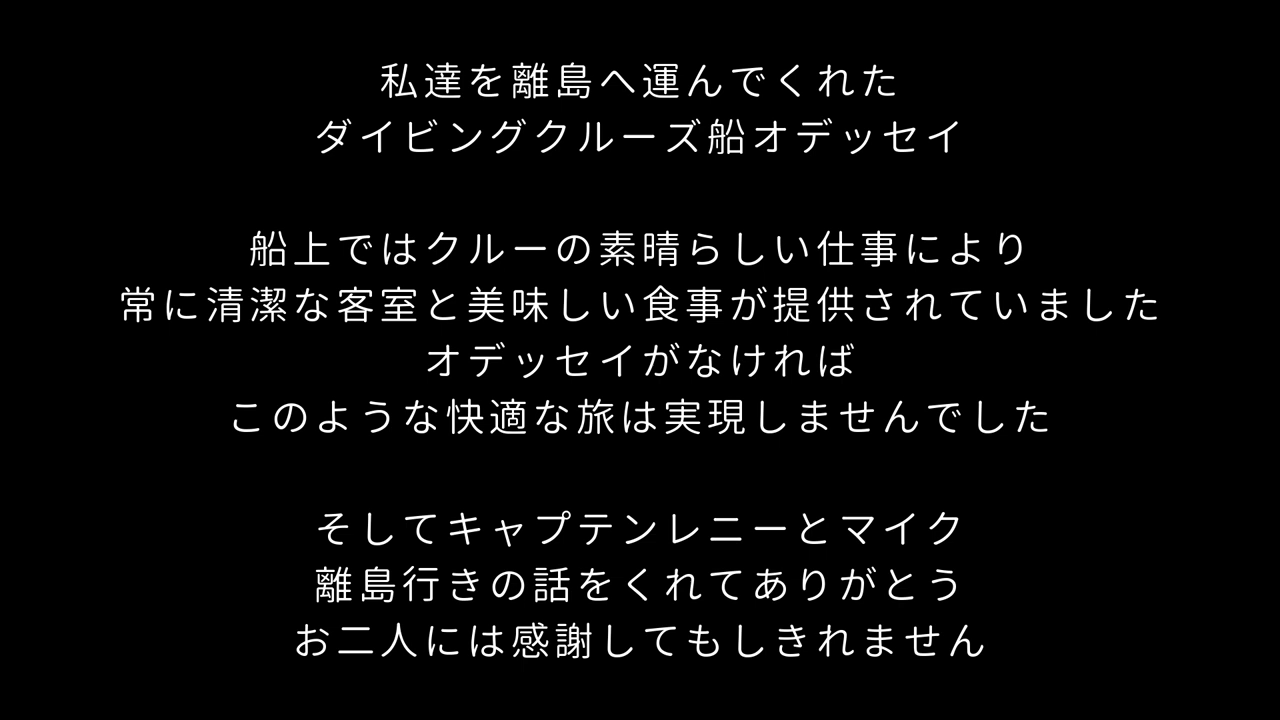 私達を離島へ運んでくれた
ダイビングクルーズ船オデッセイ
船上ではクルーの素晴らしい仕事により
常に清潔な客室と美味しい食事が提供されていました
オデッセイがなければ
このような快適な旅は実現しませんでした
そしてキャプテンレニーとマイク
離島行きの話をくれてありがとう
お二人には感謝してもしきれません